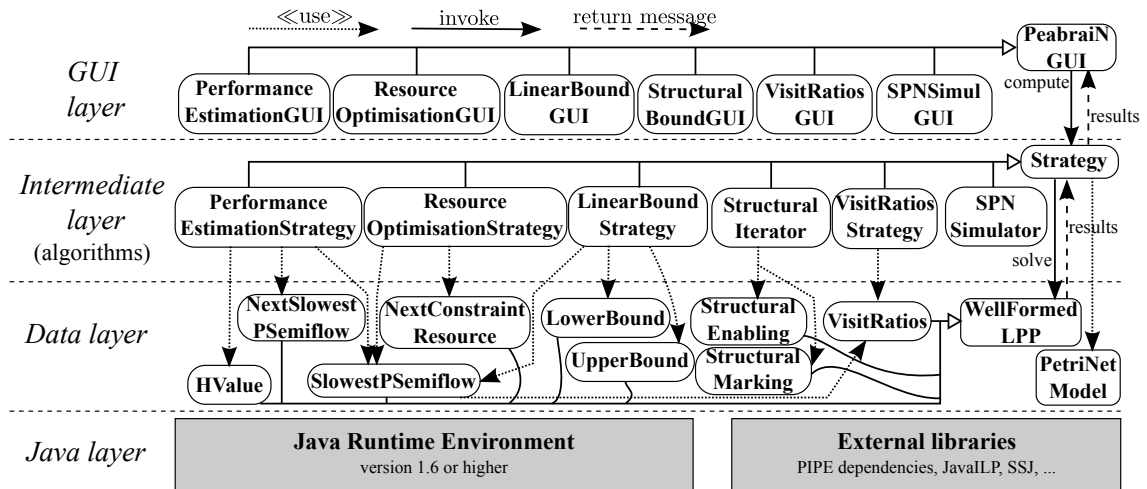 ≪use≫
invoke
return message
PeabraiN
GUI
GUI
layer
Performance
EstimationGUI
Resource
OptimisationGUI
LinearBound
GUI
Structural
BoundGUI
VisitRatios
GUI
SPNSimul
GUI
compute
results
Strategy
Intermediate
layer
(algorithms)
Performance
EstimationStrategy
Resource
OptimisationStrategy
LinearBound
Strategy
Structural
Iterator
VisitRatios
Strategy
SPN
Simulator
results
solve
Data layer
NextSlowest
PSemiflow
NextConstraint
Resource
LowerBound
UpperBound
Structural
Enabling
Structural
Marking
VisitRatios
WellFormed
LPP
HValue
SlowestPSemiflow
PetriNet
Model
Java layer
Java Runtime Environment
version 1.6 or higher
External libraries
PIPE dependencies, JavaILP, SSJ, ...